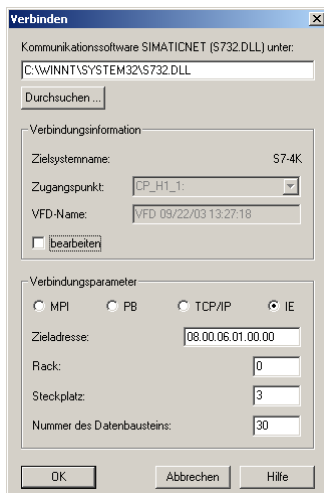 Verbinden
Kommunikationssoftware SIMATICNET (S732.DLL) unter:
C:\WINNT\SYSTEM32\S732.DLL
Durchsuchen ...
Verbindungsinformation
Zielsystemname: S7-4K
Zugangspunkt: CP_H1_1:
VFD-Name: VFD 09/22/03 13:27:18
bearbeiten
Verbindungsparameter
MPI PB TCP/IP IE
Zieladresse: 08.00.06.01.00.00
Rack: 0
Steckplatz: 3
Nummer des Datenbausteins: 30
OK Abbrechen Hilfe